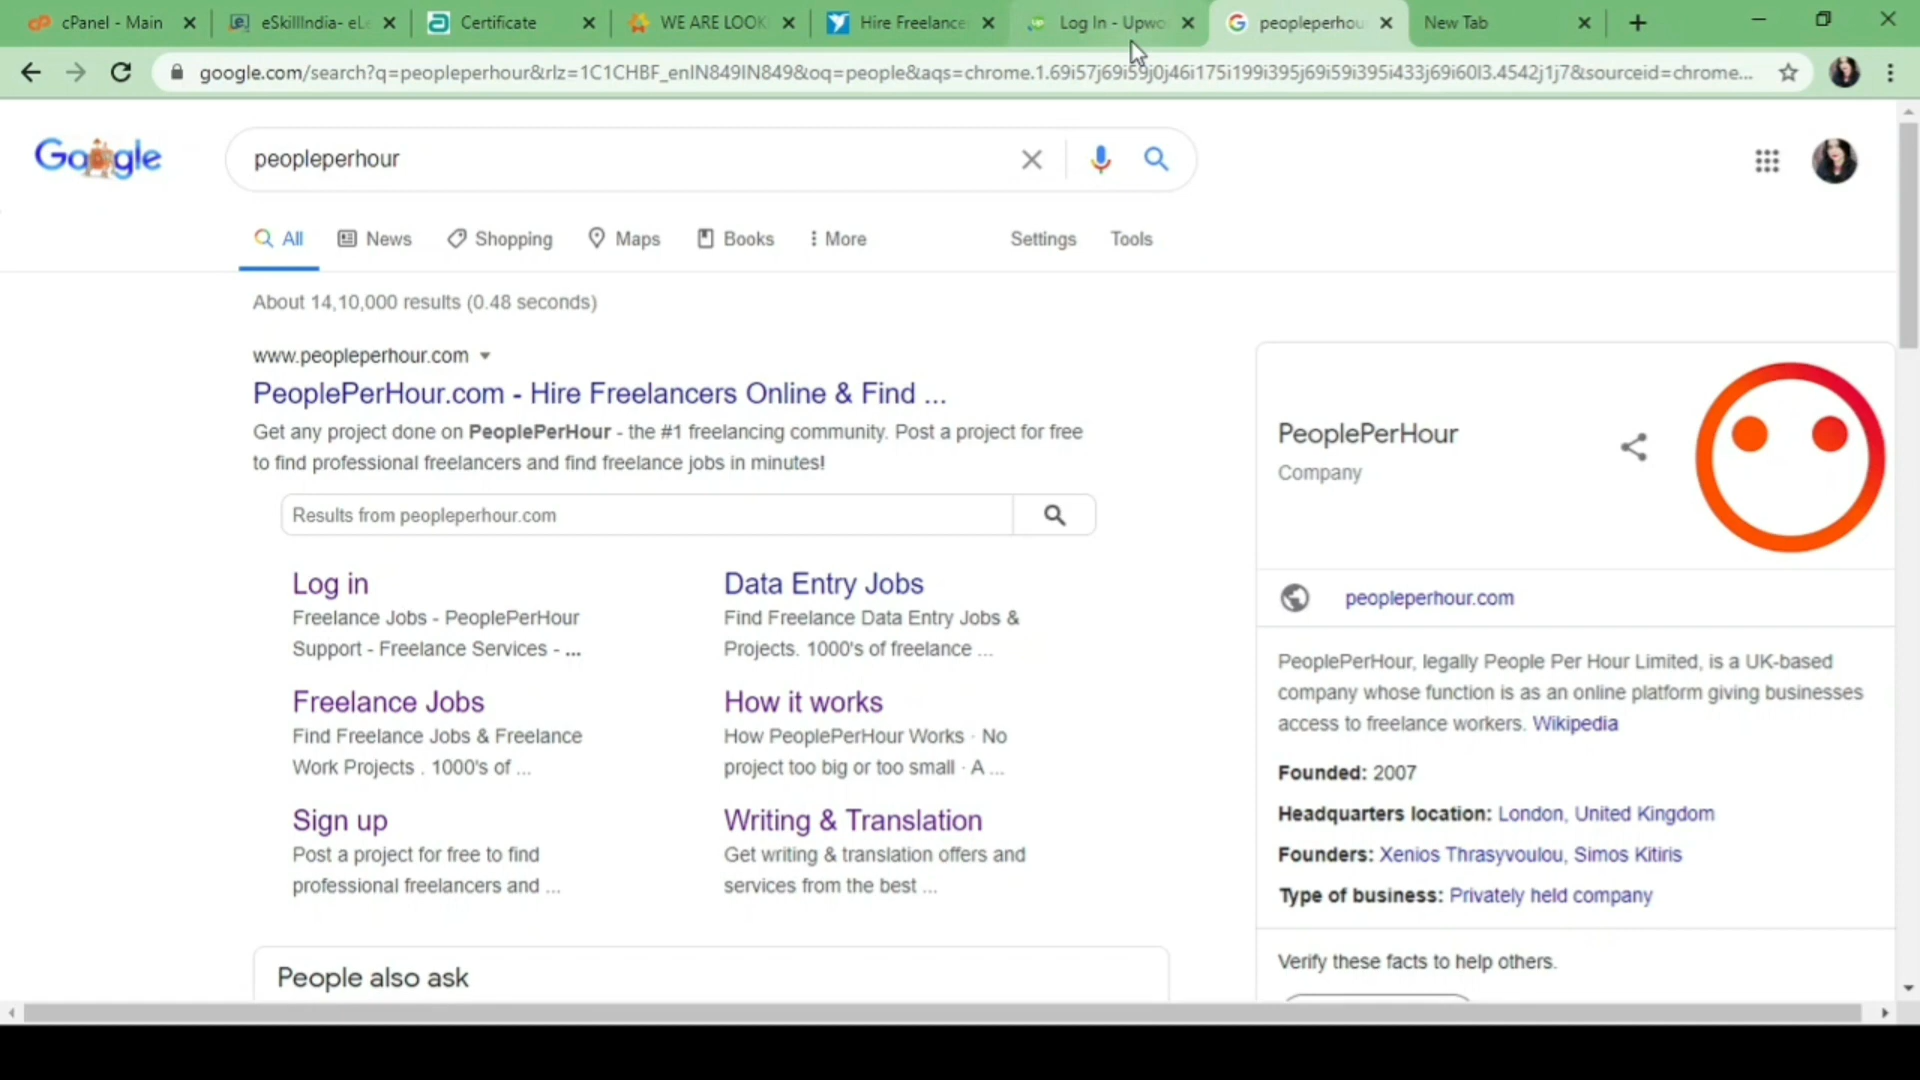 cPanel - Main
eSkillIndia- eLe
Certificate
WE ARE LOOK
Hire Freelance
Log In - Upwo
peopleperhou
New Tab
google.com/search?q=peopleperhour&rlz=1C1CHBF_enIN849IN849&oq=people&aqs=chrome.1.69i57j69i59j0j46i175i199i395j69i59i395i433j69i60l3.4542j1j7&sourceid=chrome...
Google
peopleperhour
All
News
Shopping
Maps
Books
More
Settings
Tools
About 14,10,000 results (0.48 seconds)
www.peopleperhour.com
PeoplePerHour.com - Hire Freelancers Online & Find ...
Get any project done on PeoplePerHour - the #1 freelancing community. Post a project for free
to find professional freelancers and find freelance jobs in minutes!
Results from peopleperhour.com
Log in
Freelance Jobs - PeoplePerHour
Support - Freelance Services - ...
Data Entry Jobs
Find Freelance Data Entry Jobs &
Projects. 1000's of freelance ...
Freelance Jobs
Find Freelance Jobs & Freelance
Work Projects . 1000's of ...
How it works
How PeoplePerHour Works · No
project too big or too small · A ...
Sign up
Post a project for free to find
professional freelancers and ...
Writing & Translation
Get writing & translation offers and
services from the best ...
People also ask
PeoplePerHour
Company
peopleperhour.com
PeoplePerHour, legally People Per Hour Limited, is a UK-based
company whose function is as an online platform giving businesses
access to freelance workers. Wikipedia
Founded: 2007
Headquarters location: London, United Kingdom
Founders: Xenios Thrasyvoulou, Simos Kitiris
Type of business: Privately held company
Verify these facts to help others.